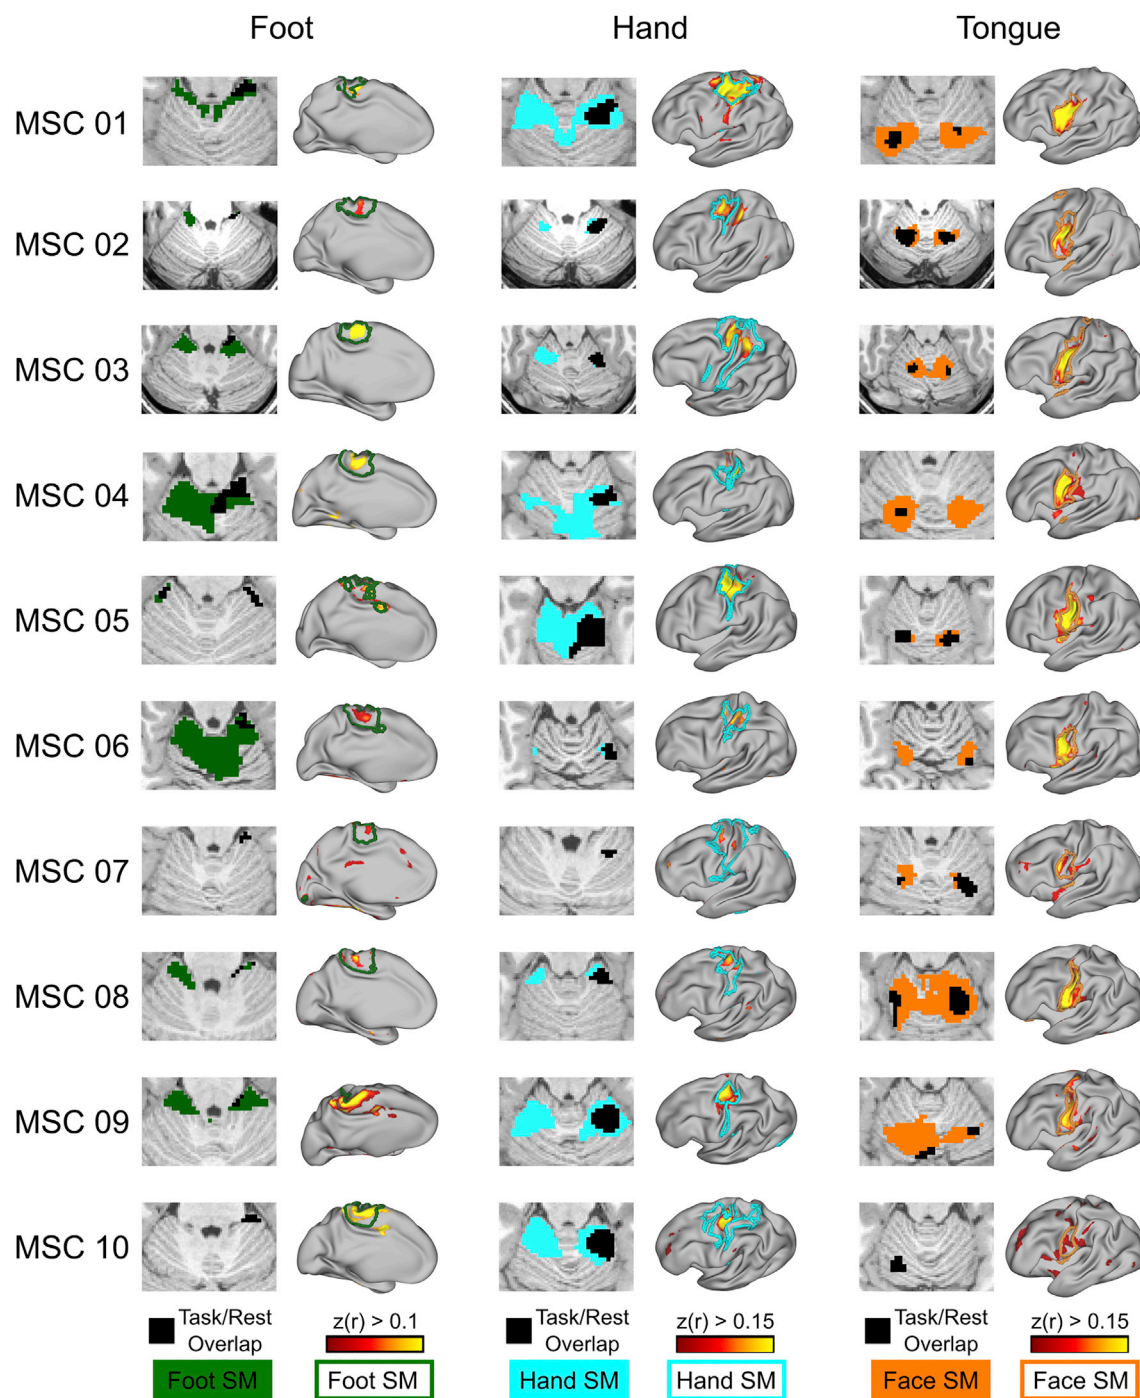 Foot Hand Tongue
MSC 01
MSC 02
MSC 03
MSC 04
MSC 05
MSC 06
MSC 07
MSC 08
MSC 09
MSC 10
Task/Rest Overlap z(r) > 0.1 Task/Rest Overlap z(r) > 0.15 Task/Rest Overlap z(r) > 0.15
Foot SM Foot SM Hand SM Hand SM Face SM Face SM